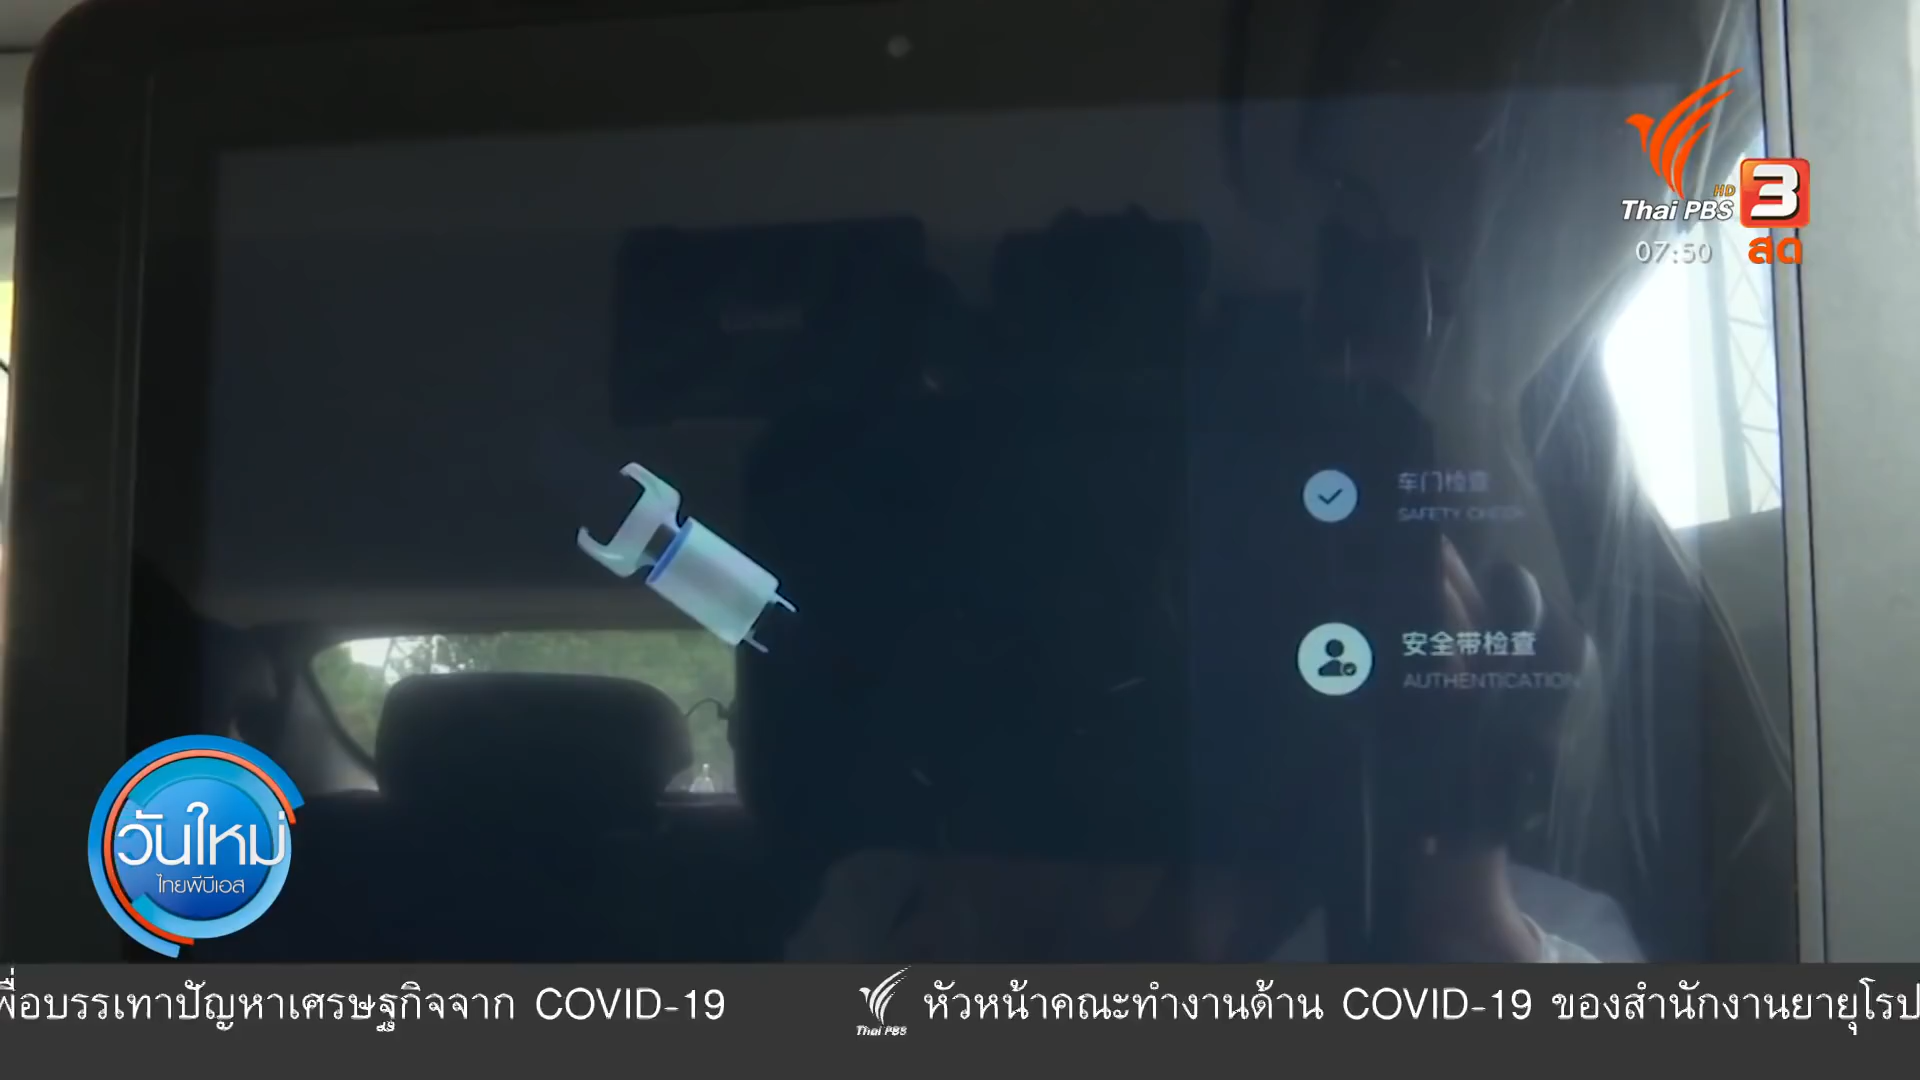 HD
Thai PBS 3
07:50 สด
车门检查
SAFETY CHECK
安全带检查
AUTHENTICATION
วันใหม่
ไทยพีบีเอส
พื่อบรรเทาปัญหาเศรษฐกิจจาก COVID-19
Thai PBS
หัวหน้าคณะทำงานด้าน COVID-19 ของสำนักงานยายุโรป